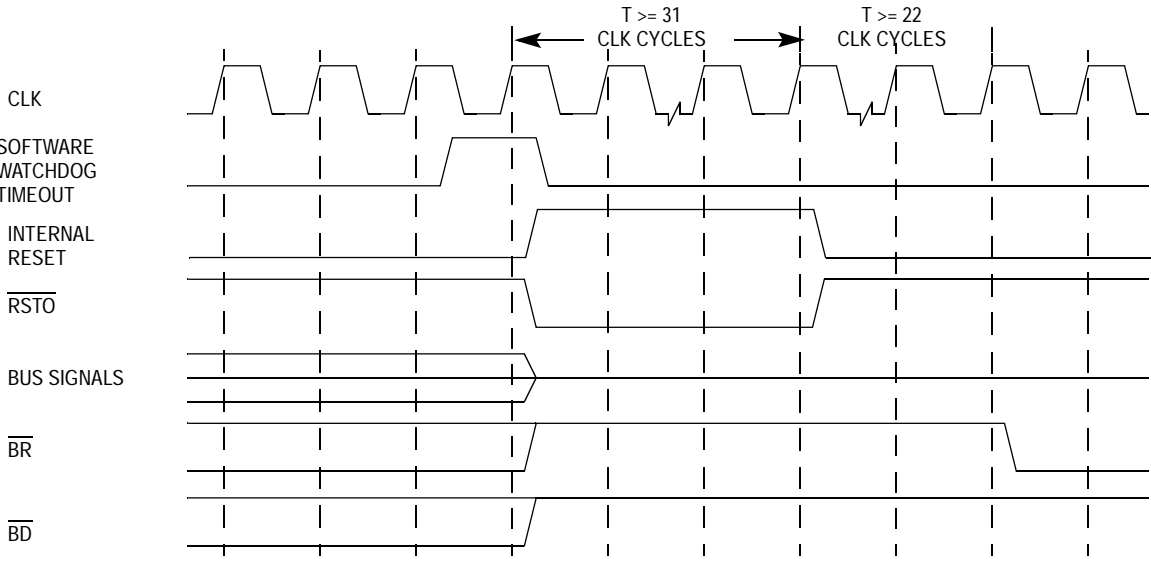 T >= 31
CLK CYCLES
T >= 22
CLK CYCLES
CLK
SOFTWARE
WATCHDOG
TIMEOUT
INTERNAL
RESET
RSTO
BUS SIGNALS
BR
BD